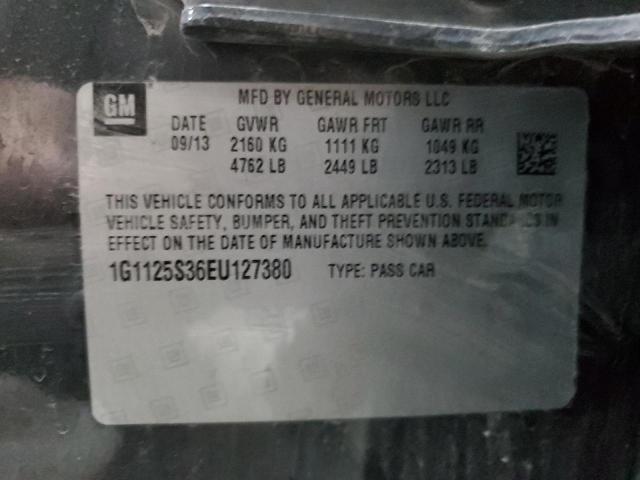 GM
MFD BY GENERAL MOTORS LLC
DATE GVWR GAWR FRT GAWR RR
09/13 2160 KG 1111 KG 1049 KG
4762 LB 2449 LB 2313 LB
THIS VEHICLE CONFORMS TO ALL APPLICABLE U.S. FEDERAL MOTOR
VEHICLE SAFETY, BUMPER, AND THEFT PREVENTION STANDARDS IN
EFFECT ON THE DATE OF MANUFACTURE SHOWN ABOVE.
1G1125S36EU127380 TYPE: PASS CAR